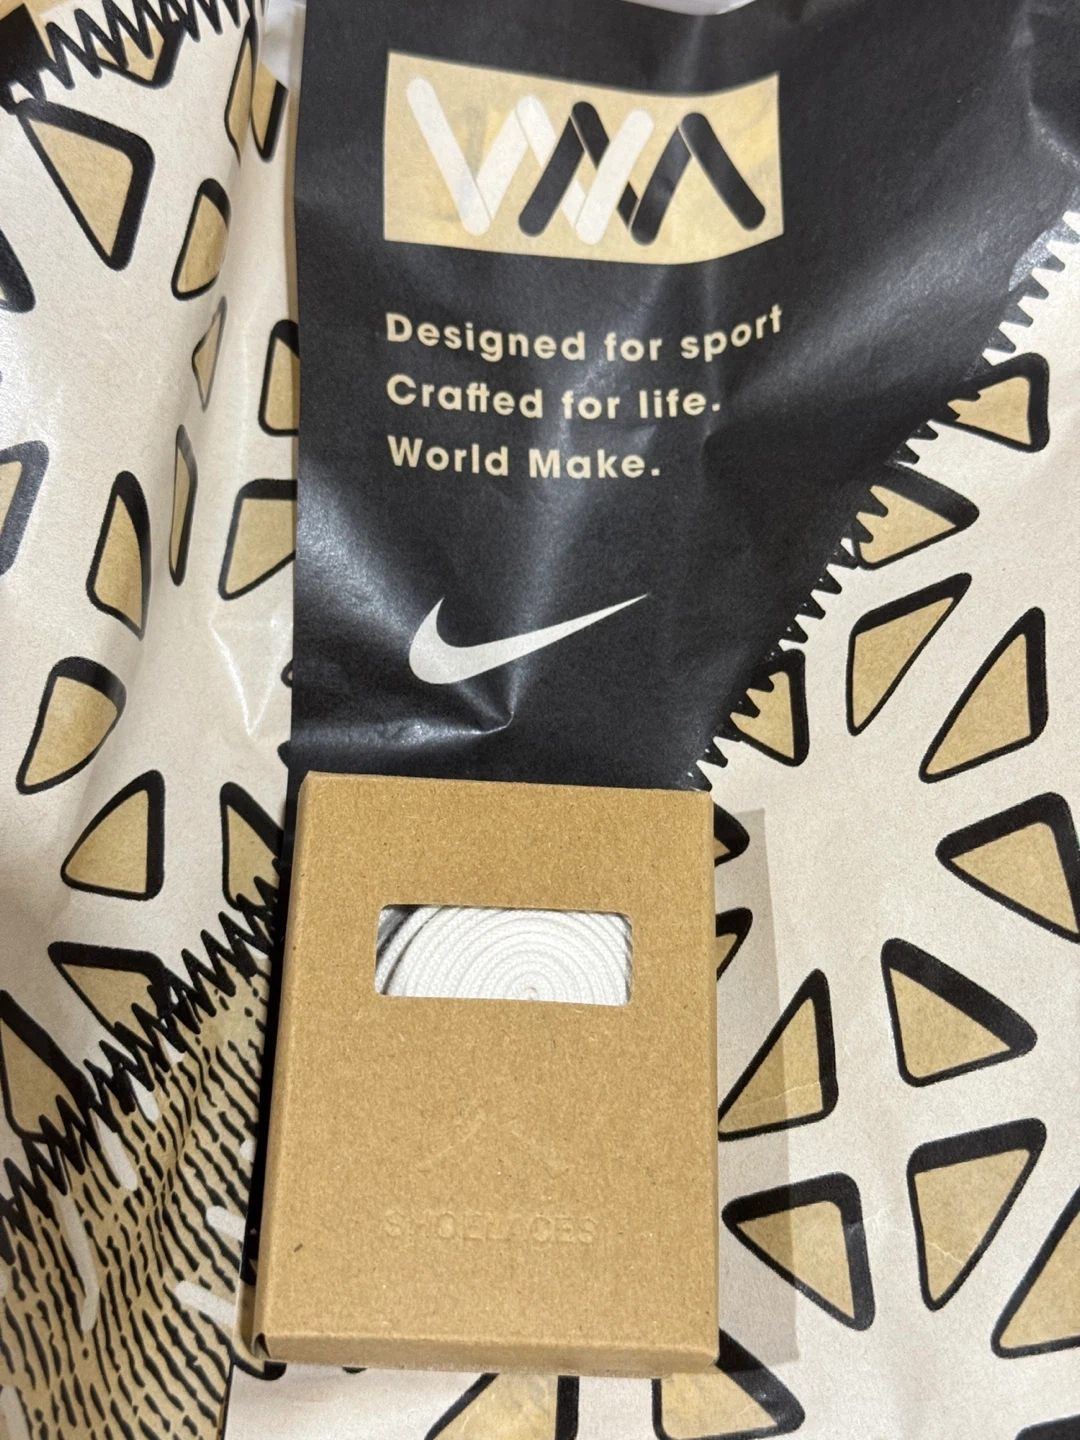 Designed for sport
Crafted for life.
World Make.
SHOELACES